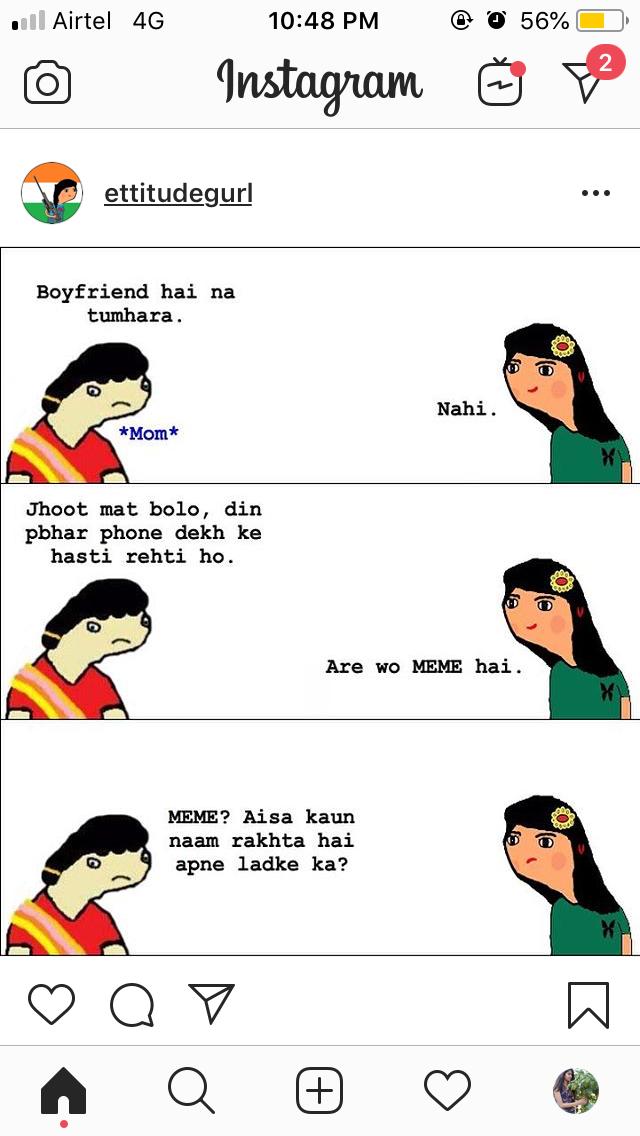 Airtel 4G 10:48 PM 56%
Instagram 2
ettitudegurl
Boyfriend hai na
tumhara.
*Mom*
Nahi.
Jhoot mat bolo, din
pbhar phone dekh ke
hasti rehti ho.
Are wo MEME hai.
MEME? Aisa kaun
naam rakhta hai
apne ladke ka?